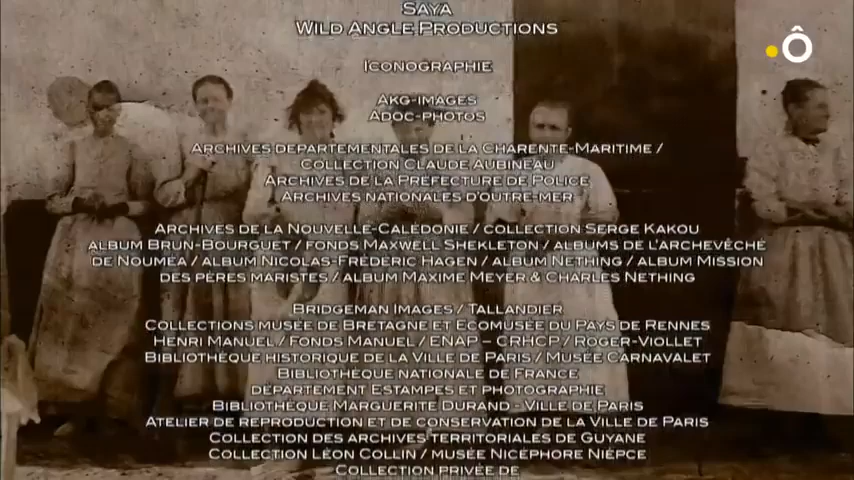 SAYA
WILD ANGLE PRODUCTIONS
ICONOGRAPHIE
AKG-IMAGES
ADOC-PHOTOS
ARCHIVES DÉPARTEMENTALES DE LA CHARENTE-MARITIME /
COLLECTION CLAUDE AUBINEAU
ARCHIVES DE LA PRÉFECTURE DE POLICE
ARCHIVES NATIONALES D'OUTRE-MER
ARCHIVES DE LA NOUVELLE-CALÉDONIE / COLLECTION SERGE KAKOU
ALBUM BRUN-BOURGUET / FONDS MAXWELL SHEKLETON / ALBUMS DE L'ARCHEVÊCHÉ
DE NOUMÉA / ALBUM NICOLAS-FRÉDÉRIC HAGEN / ALBUM NETHING / ALBUM MISSION
DES PÈRES MARISTES / ALBUM MAXIME MEYER & CHARLES NETHING
BRIDGEMAN IMAGES / TALLANDIER
COLLECTIONS MUSÉE DE BRETAGNE ET ECOMUSÉE DU PAYS DE RENNES
HENRI MANUEL / FONDS MANUEL / ENAP – CRHCP / ROGER-VIOLLET
BIBLIOTHÈQUE HISTORIQUE DE LA VILLE DE PARIS / MUSÉE CARNAVALET
BIBLIOTHÈQUE NATIONALE DE FRANCE
DÉPARTEMENT ESTAMPES ET PHOTOGRAPHIE
BIBLIOTHÈQUE MARGUERITE DURAND - VILLE DE PARIS
ATELIER DE REPRODUCTION ET DE CONSERVATION DE LA VILLE DE PARIS
COLLECTION DES ARCHIVES TERRITORIALES DE GUYANE
COLLECTION LÉON COLLIN / MUSÉE NICÉPHORE NIÉPCE
COLLECTION PRIVÉE DE
Ô